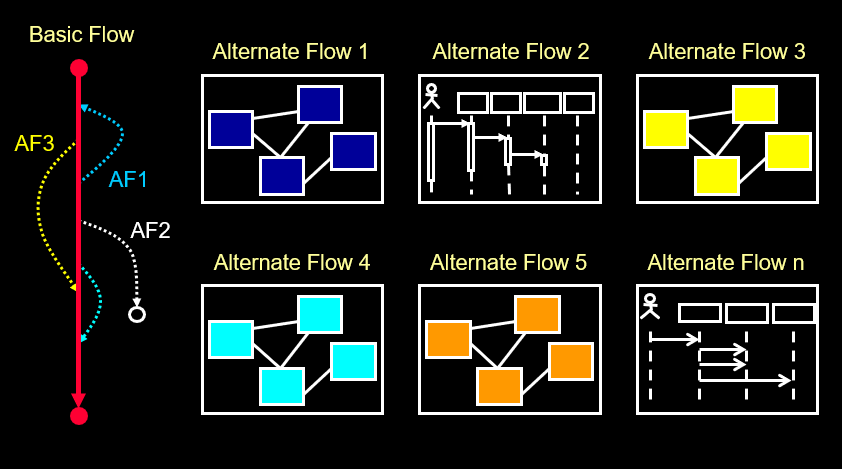 Basic Flow
Alternate Flow 1
Alternate Flow 2
Alternate Flow 3
AF3
AF1
AF2
Alternate Flow 4
Alternate Flow 5
Alternate Flow n